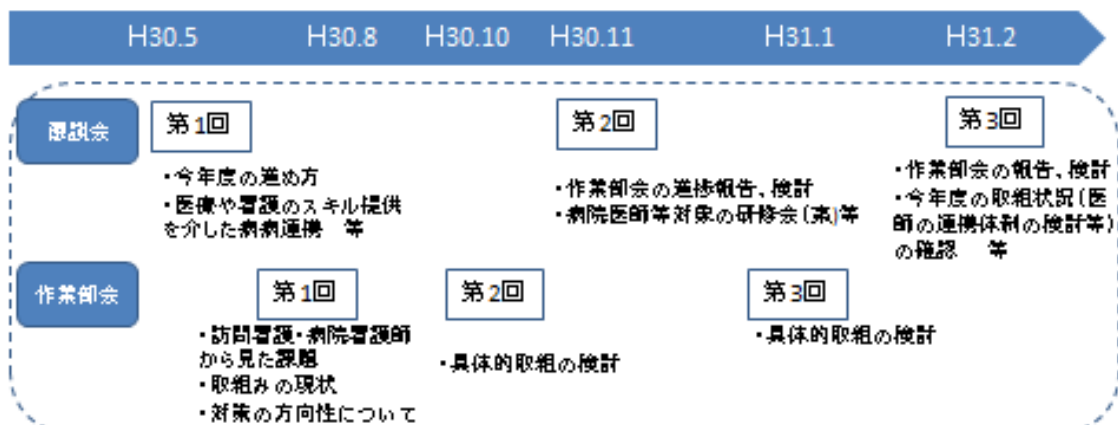 H30.5 H30.8 H30.10 H30.11 H31.1 H31.2
懇談会
第1回
・今年度の進め方
・医療や看護のスキル提供
を介した病病連携 等
第2回
・作業部会の進捗報告、検討
・病院医師等対象の研修会(案)等
第3回
・作業部会の報告、検討
・今年度の取組状況(医
師の連携体制の検討等)
の確認 等
作業部会
第1回
・訪問看護・病院看護師
から見た課題
・取組みの現状
・対策の方向性について
第2回
・具体的取組の検討
第3回
・具体的取組の検討